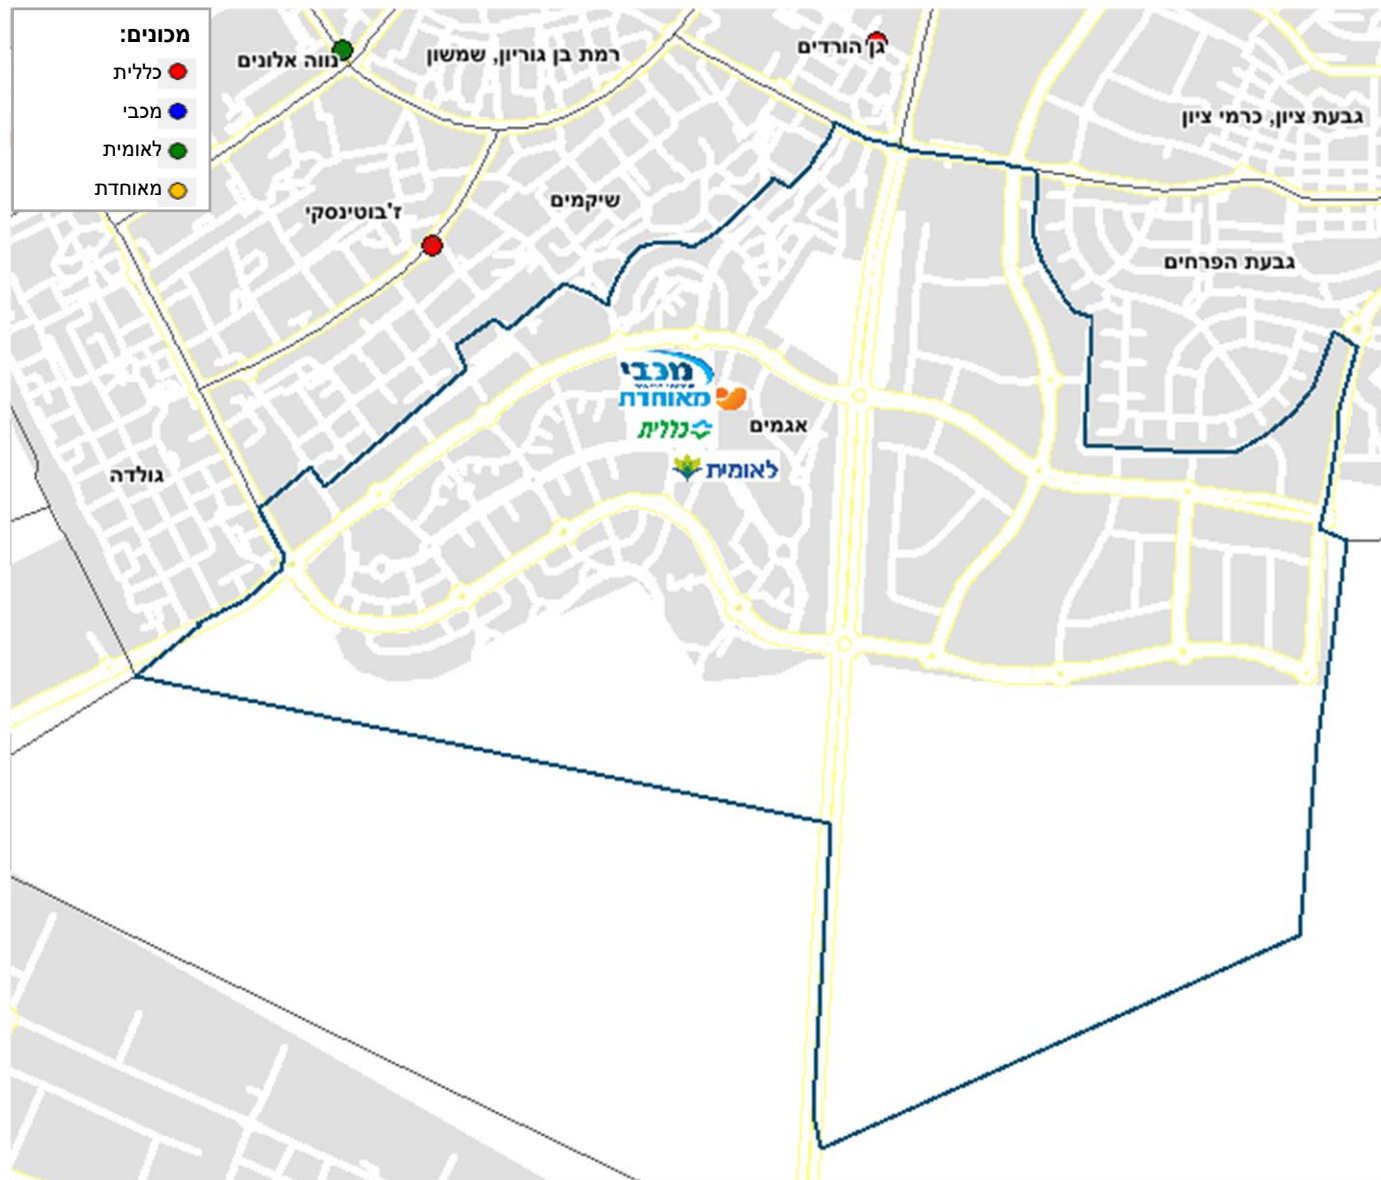 מכונים:
כללית
מכבי
לאומית
מאוחדת
נווה אלונים
רמת בן גוריון, שמשון
גן הורדים
גבעת ציון, כרמי ציון
ז'בוטינסקי
שיקמים
גבעת הפרחים
מכבי
מאוחדת
כללית
אגמים
לאומית
גולדה